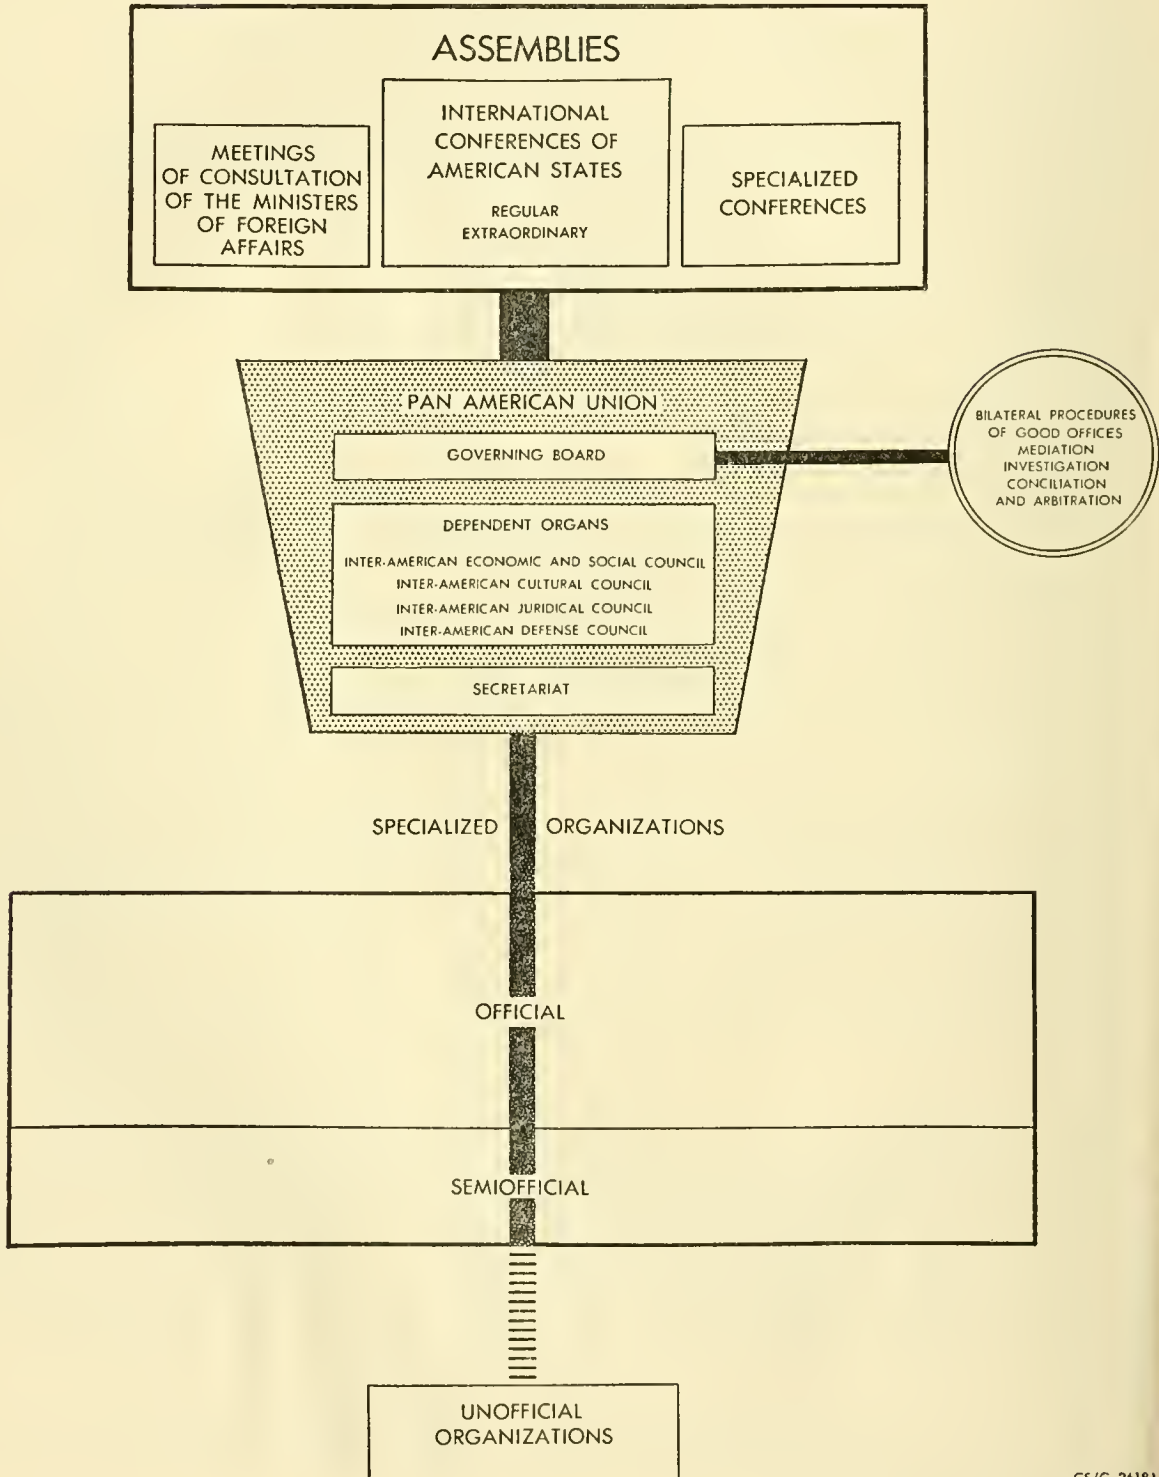 ASSEMBLIES
MEETINGS
OF CONSULTATION
OF THE MINISTERS
OF FOREIGN
AFFAIRS
INTERNATIONAL
CONFERENCES OF
AMERICAN STATES
REGULAR
EXTRAORDINARY
SPECIALIZED
CONFERENCES
PAN AMERICAN UNION
GOVERNING BOARD
BILATERAL PROCEDURES
OF GOOD OFFICES
MEDIATION
INVESTIGATION
CONCILIATION
AND ARBITRATION
DEPENDENT ORGANS
INTER-AMERICAN ECONOMIC AND SOCIAL COUNCIL
INTER-AMERICAN CULTURAL COUNCIL
INTER-AMERICAN JURIDICAL COUNCIL
INTER-AMERICAN DEFENSE COUNCIL
SECRETARIAT
SPECIALIZED ORGANIZATIONS
OFFICIAL
SEMIOFFICIAL
UNOFFICIAL
ORGANIZATIONS